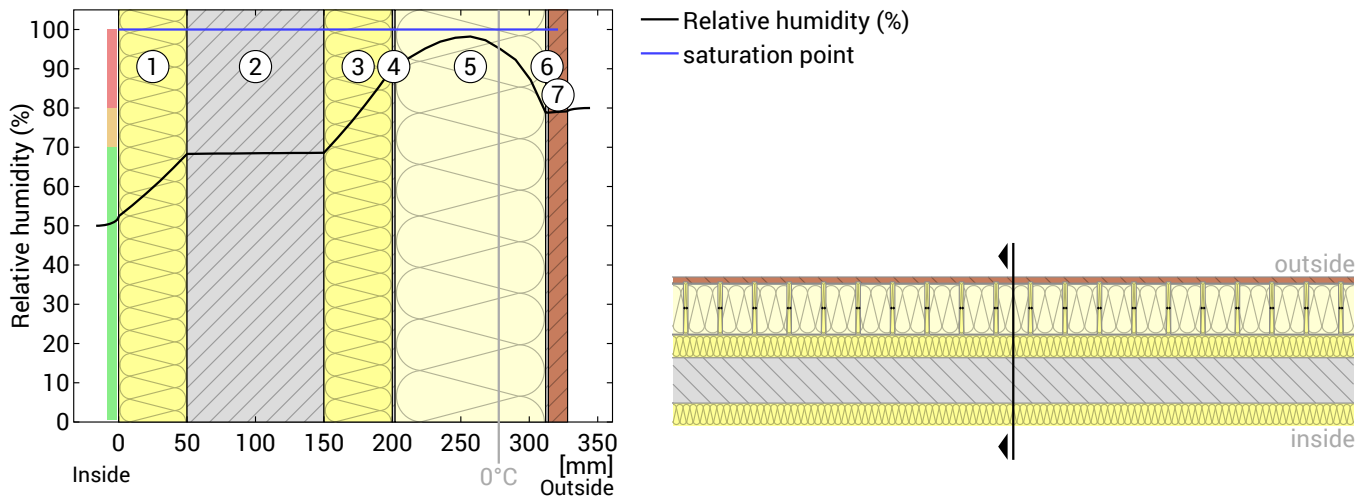 Relative humidity (%)
100
90
80
70
60
50
40
30
20
10
0
1
2
3
4
5
6
7
0
50
100
150
200
250
300
350
[mm]
Inside
0°C
Outside
Relative humidity (%)
saturation point
outside
inside